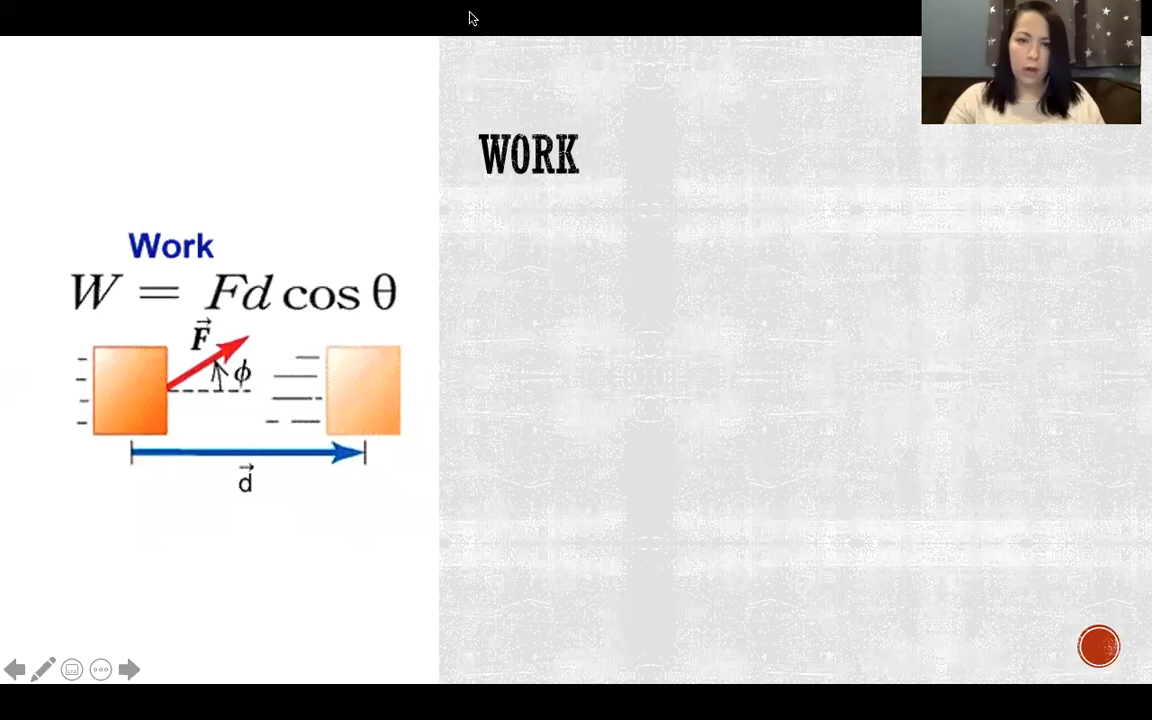 WORK
Work
W = Fd cos θ
F⃗
ϕ
d⃗